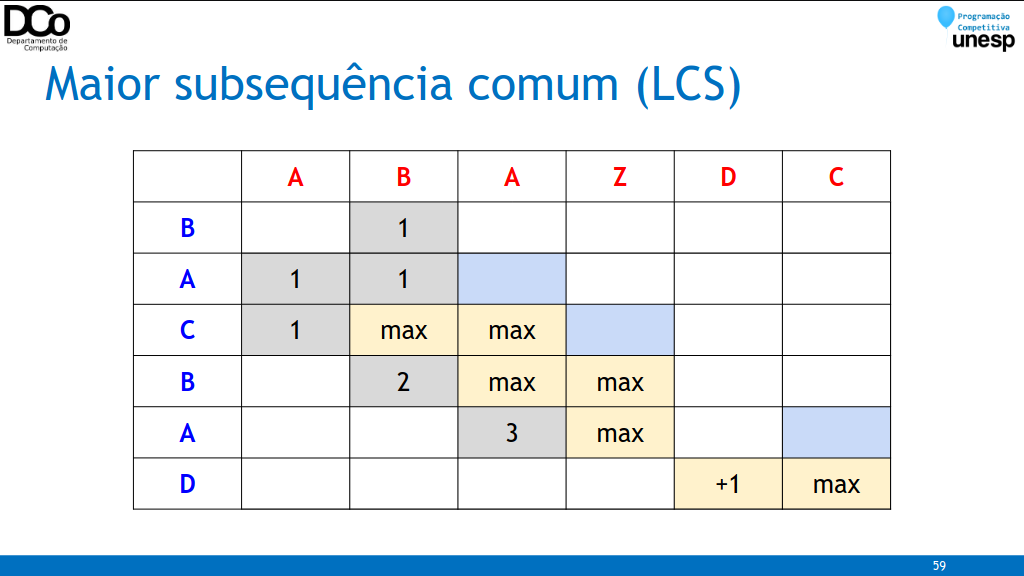 DCo
Departamento de
Computação
Programação
Competitiva
unesp
Maior subsequência comum (LCS)
A B A Z D C
B 1
A 1 1
C 1 max max
B 2 max max
A 3 max
D +1 max
59